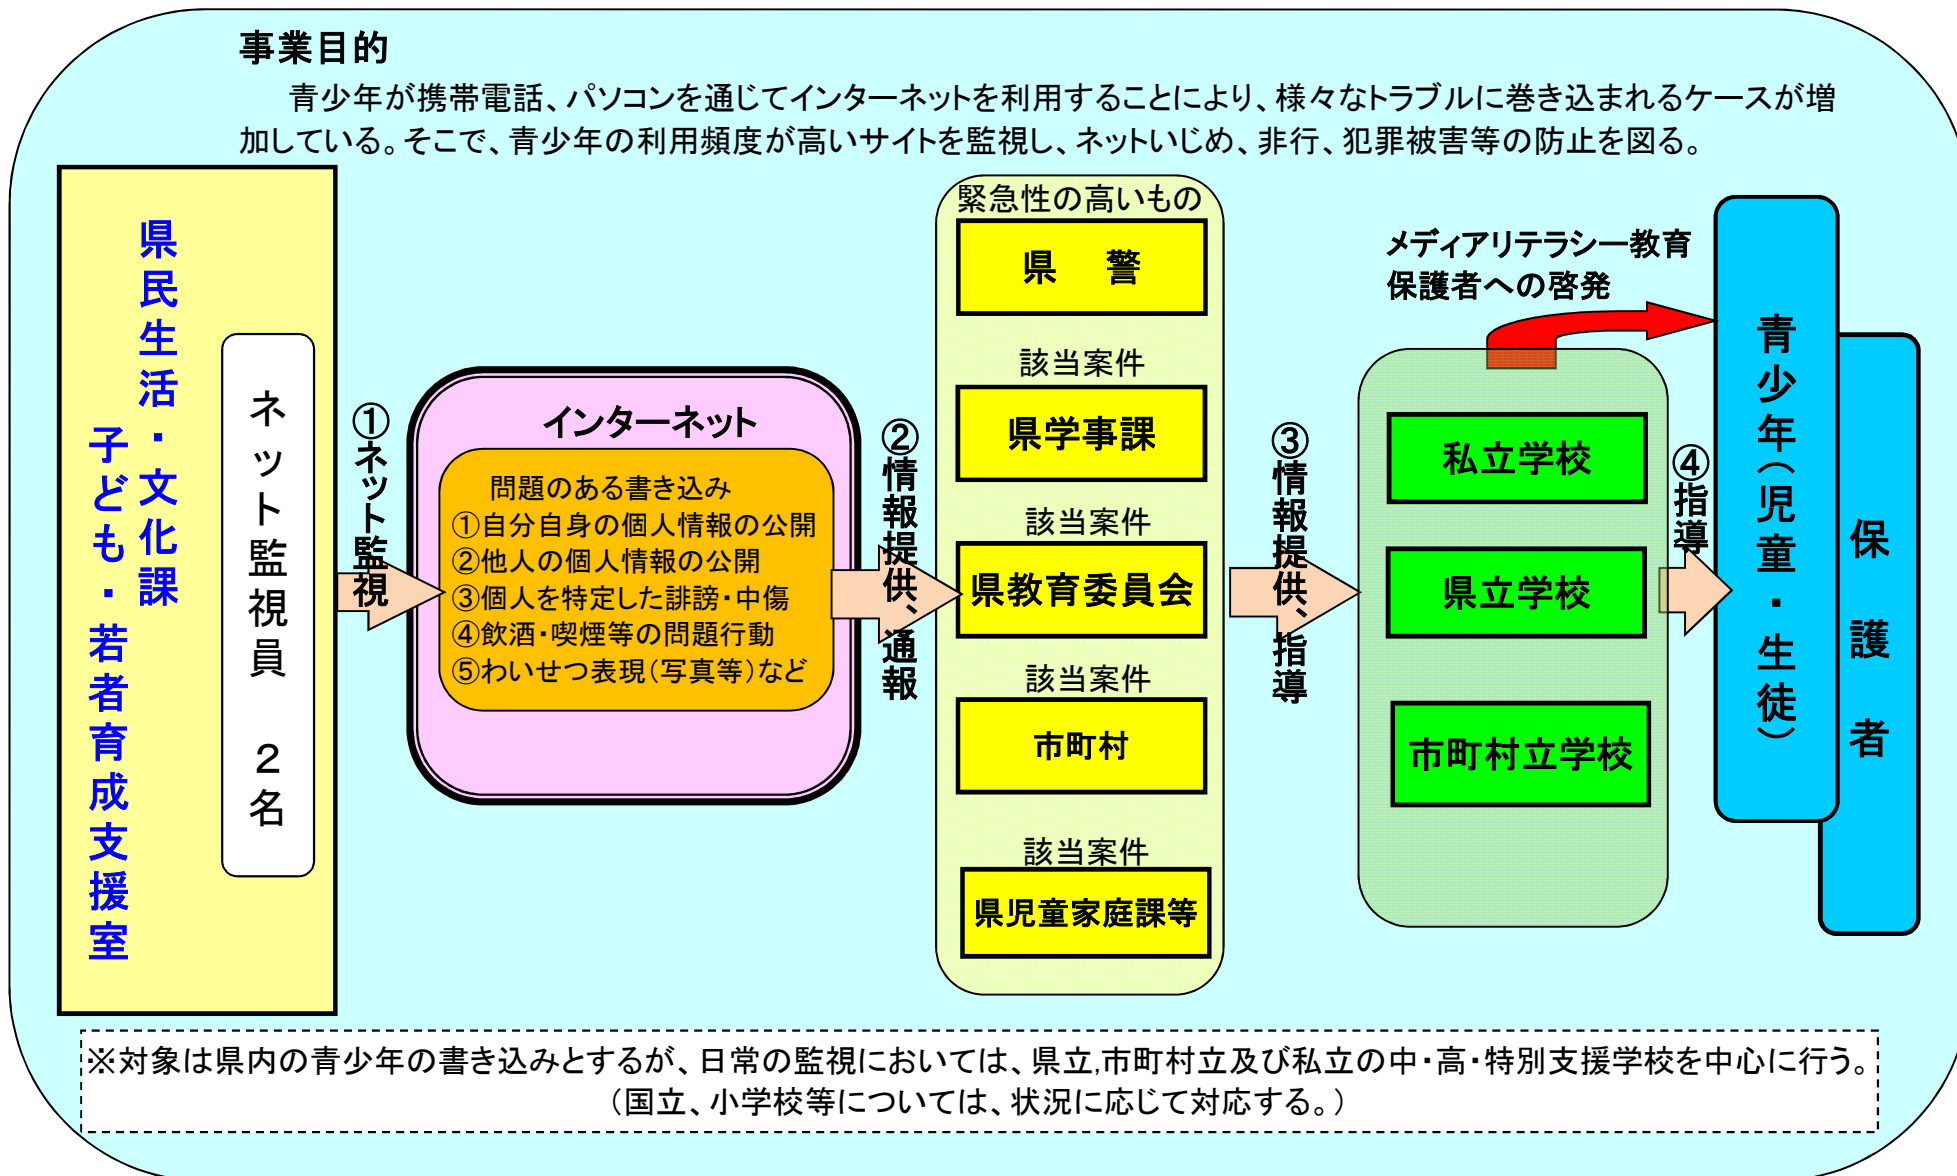 事業目的
青少年が携帯電話、パソコンを通じてインターネットを利用することにより、様々なトラブルに巻き込まれるケースが増
加している。そこで、青少年の利用頻度が高いサイトを監視し、ネットいじめ、非行、犯罪被害等の防止を図る。
県民生活・文化課
子ども・若者育成支援室
ネット監視員　２名
①ネット監視
インターネット
問題のある書き込み
①自分自身の個人情報の公開
②他人の個人情報の公開
③個人を特定した誹謗・中傷
④飲酒・喫煙等の問題行動
⑤わいせつ表現（写真等）など
②情報提供、通報
緊急性の高いもの
県　警
該当案件
県学事課
該当案件
県教育委員会
該当案件
市町村
該当案件
県児童家庭課等
③情報提供、指導
メディアリテラシー教育
保護者への啓発
私立学校
県立学校
市町村立学校
④指導
青少年（児童・生徒）
保護者
※対象は県内の青少年の書き込みとするが、日常の監視においては、県立,市町村立及び私立の中・高・特別支援学校を中心に行う。
（国立、小学校等については、状況に応じて対応する。）